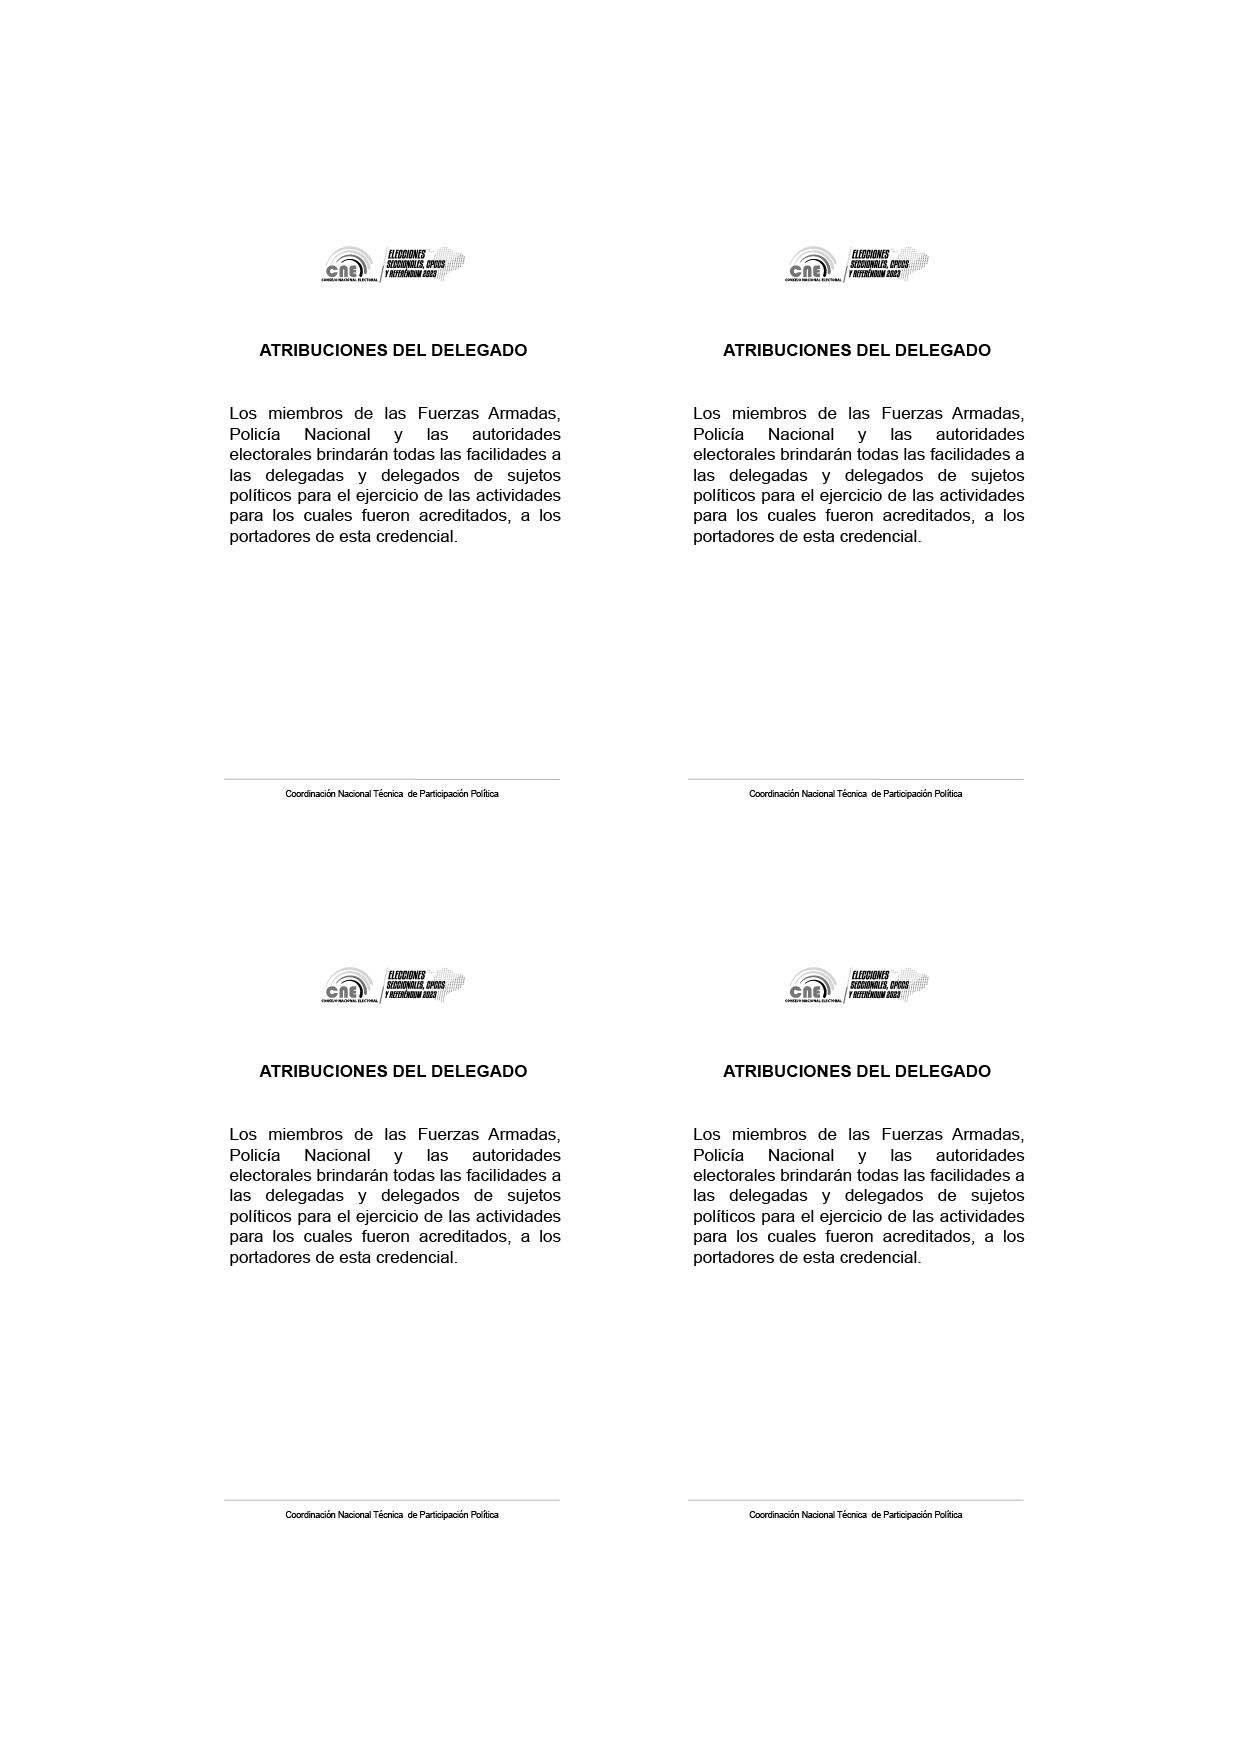 CNE
CONSEJO NACIONAL ELECTORAL
ELECCIONES
SECCIONALES, CPCCS
Y REFERÉNDUM 2023
ATRIBUCIONES DEL DELEGADO
Los miembros de las Fuerzas Armadas,
Policía Nacional y las autoridades
electorales brindarán todas las facilidades a
las delegadas y delegados de sujetos
políticos para el ejercicio de las actividades
para los cuales fueron acreditados, a los
portadores de esta credencial.
Coordinación Nacional Técnica de Participación Política
CNE
CONSEJO NACIONAL ELECTORAL
ELECCIONES
SECCIONALES, CPCCS
Y REFERÉNDUM 2023
ATRIBUCIONES DEL DELEGADO
Los miembros de las Fuerzas Armadas,
Policía Nacional y las autoridades
electorales brindarán todas las facilidades a
las delegadas y delegados de sujetos
políticos para el ejercicio de las actividades
para los cuales fueron acreditados, a los
portadores de esta credencial.
Coordinación Nacional Técnica de Participación Política
CNE
CONSEJO NACIONAL ELECTORAL
ELECCIONES
SECCIONALES, CPCCS
Y REFERÉNDUM 2023
ATRIBUCIONES DEL DELEGADO
Los miembros de las Fuerzas Armadas,
Policía Nacional y las autoridades
electorales brindarán todas las facilidades a
las delegadas y delegados de sujetos
políticos para el ejercicio de las actividades
para los cuales fueron acreditados, a los
portadores de esta credencial.
Coordinación Nacional Técnica de Participación Política
CNE
CONSEJO NACIONAL ELECTORAL
ELECCIONES
SECCIONALES, CPCCS
Y REFERÉNDUM 2023
ATRIBUCIONES DEL DELEGADO
Los miembros de las Fuerzas Armadas,
Policía Nacional y las autoridades
electorales brindarán todas las facilidades a
las delegadas y delegados de sujetos
políticos para el ejercicio de las actividades
para los cuales fueron acreditados, a los
portadores de esta credencial.
Coordinación Nacional Técnica de Participación Política